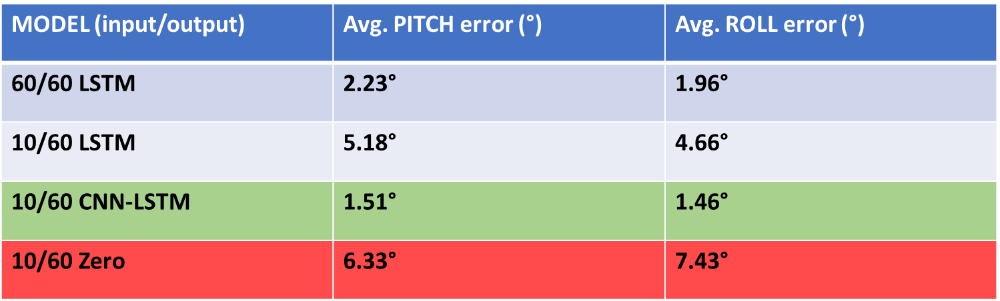 MODEL (input/output) Avg. PITCH error (°) Avg. ROLL error (°)
60/60 LSTM 2.23° 1.96°
10/60 LSTM 5.18° 4.66°
10/60 CNN-LSTM 1.51° 1.46°
10/60 Zero 6.33° 7.43°